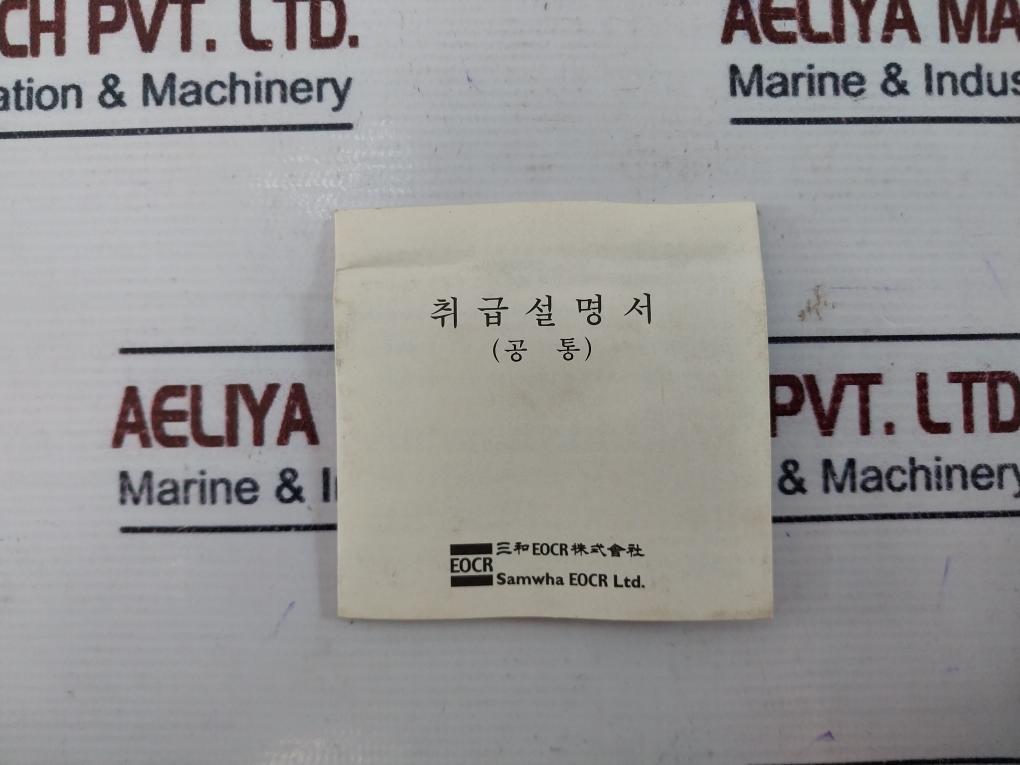 CH PVT. LTD.
ation & Machinery
AELIYA MA
Marine & Indus
취급설명서
(공 통)
AELIYA
Marine & I
PVT. LTD
& Machinery
EOCR
三和EOCR株式會社
Samwha EOCR Ltd.